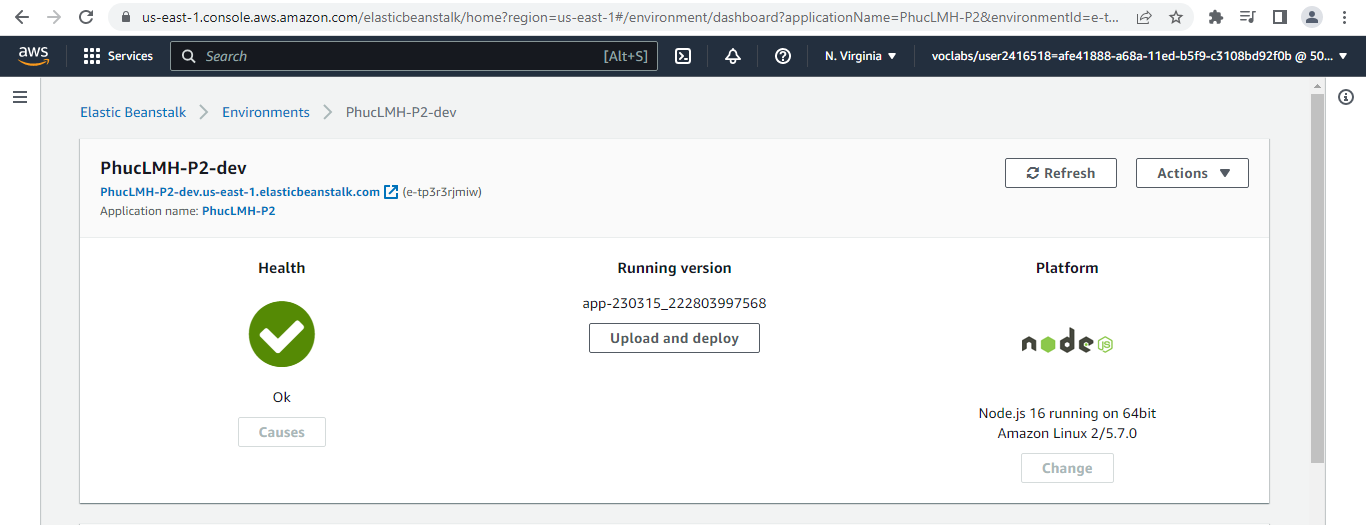 us-east-1.console.aws.amazon.com/elasticbeanstalk/home?region=us-east-1#/environment/dashboard?applicationName=PhucLMH-P2&environmentId=e-t...
aws Services Search [Alt+S] N. Virginia voclabs/user2416518=afe41888-a68a-11ed-b5f9-c3108bd92f0b @ 50...
Elastic Beanstalk Environments PhucLMH-P2-dev
PhucLMH-P2-dev
Refresh Actions
PhucLMH-P2-dev.us-east-1.elasticbeanstalk.com (e-tp3r3rjmiw)
Application name: PhucLMH-P2
Health Running version Platform
app-230315_222803997568
Upload and deploy
node JS
Ok
Causes
Node.js 16 running on 64bit
Amazon Linux 2/5.7.0
Change